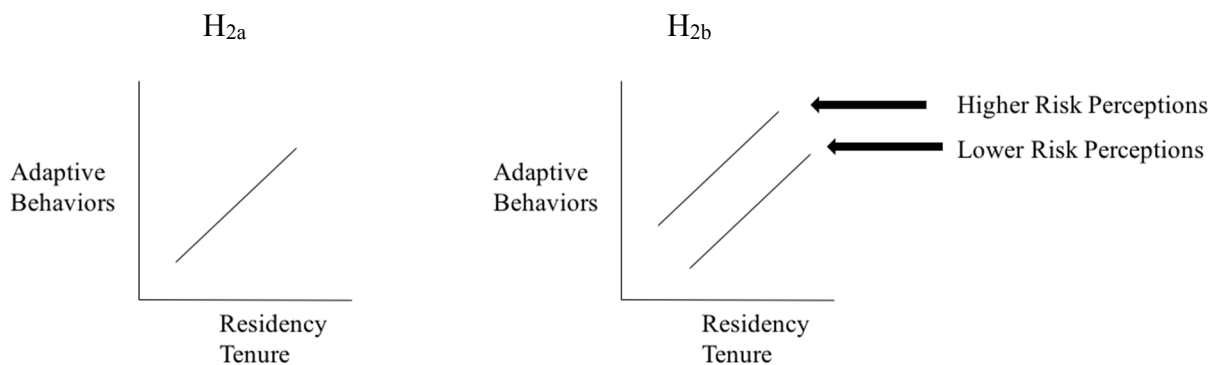 H2a
Adaptive
Behaviors
Residency
Tenure
H2b
Adaptive
Behaviors
Higher Risk Perceptions
Lower Risk Perceptions
Residency
Tenure